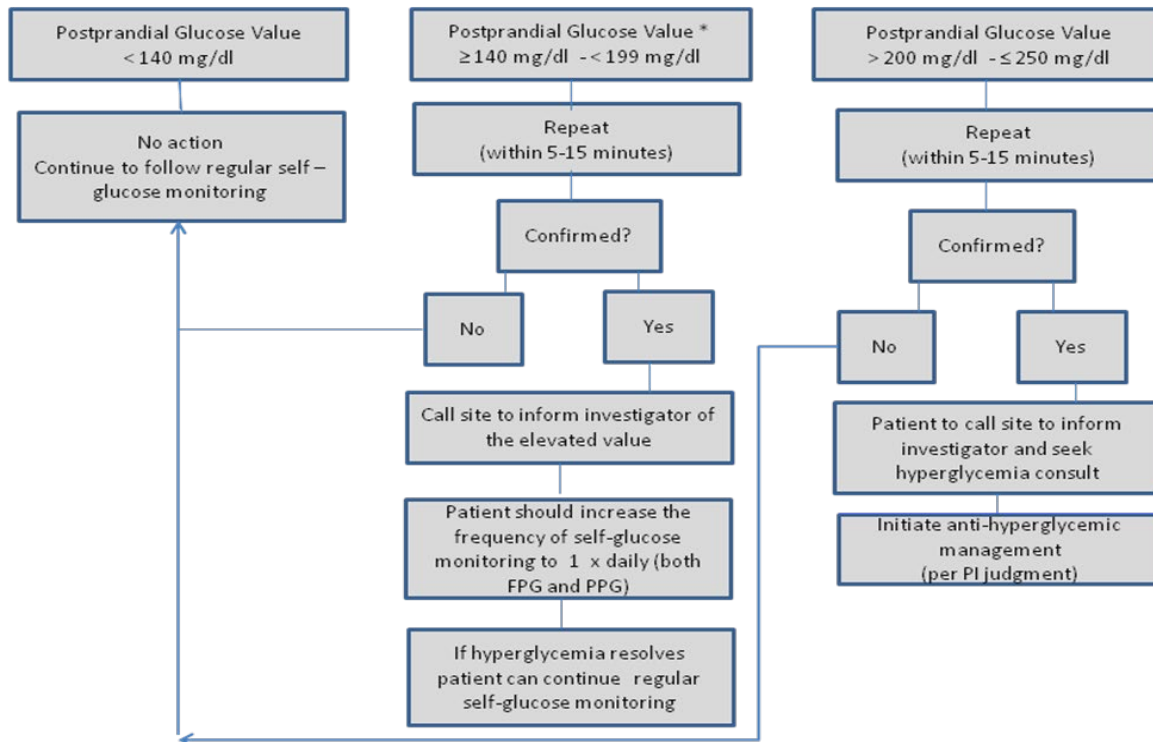 Postprandial Glucose Value
< 140 mg/dl
No action
Continue to follow regular self –
glucose monitoring
Postprandial Glucose Value *
≥ 140 mg/dl - < 199 mg/dl
Repeat
(within 5-15 minutes)
Confirmed?
No
Yes
Call site to inform investigator of
the elevated value
Patient should increase the
frequency of self-glucose
monitoring to 1 x daily (both
FPG and PPG)
If hyperglycemia resolves
patient can continue regular
self-glucose monitoring
Postprandial Glucose Value
> 200 mg/dl - ≤ 250 mg/dl
Repeat
(within 5-15 minutes)
Confirmed?
No
Yes
Patient to call site to inform
investigator and seek
hyperglycemia consult
Initiate anti-hyperglycemic
management
(per PI judgment)